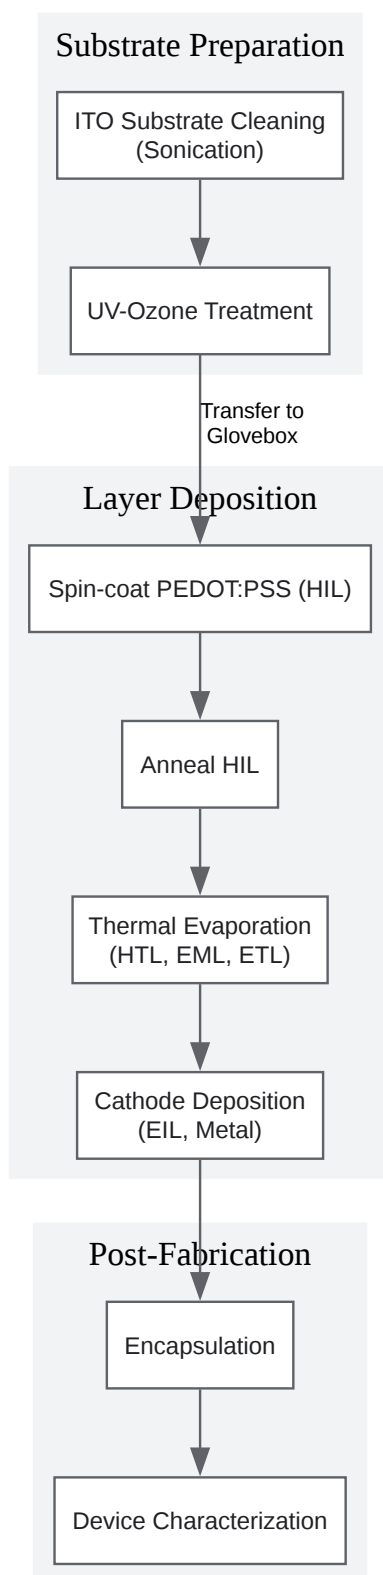 Substrate Preparation
ITO Substrate Cleaning
(Sonication)
UV-Ozone Treatment
Transfer to
Glovebox
Layer Deposition
Spin-coat PEDOT:PSS (HIL)
Anneal HIL
Thermal Evaporation
(HTL, EML, ETL)
Cathode Deposition
(EIL, Metal)
Post-Fabrication
Encapsulation
Device Characterization